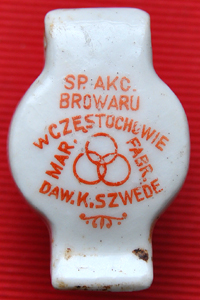 SP. AKC.
BROWARU
W CZĘSTOCHOWIE
MAR. FABR.
DAW. K. SZWEDE